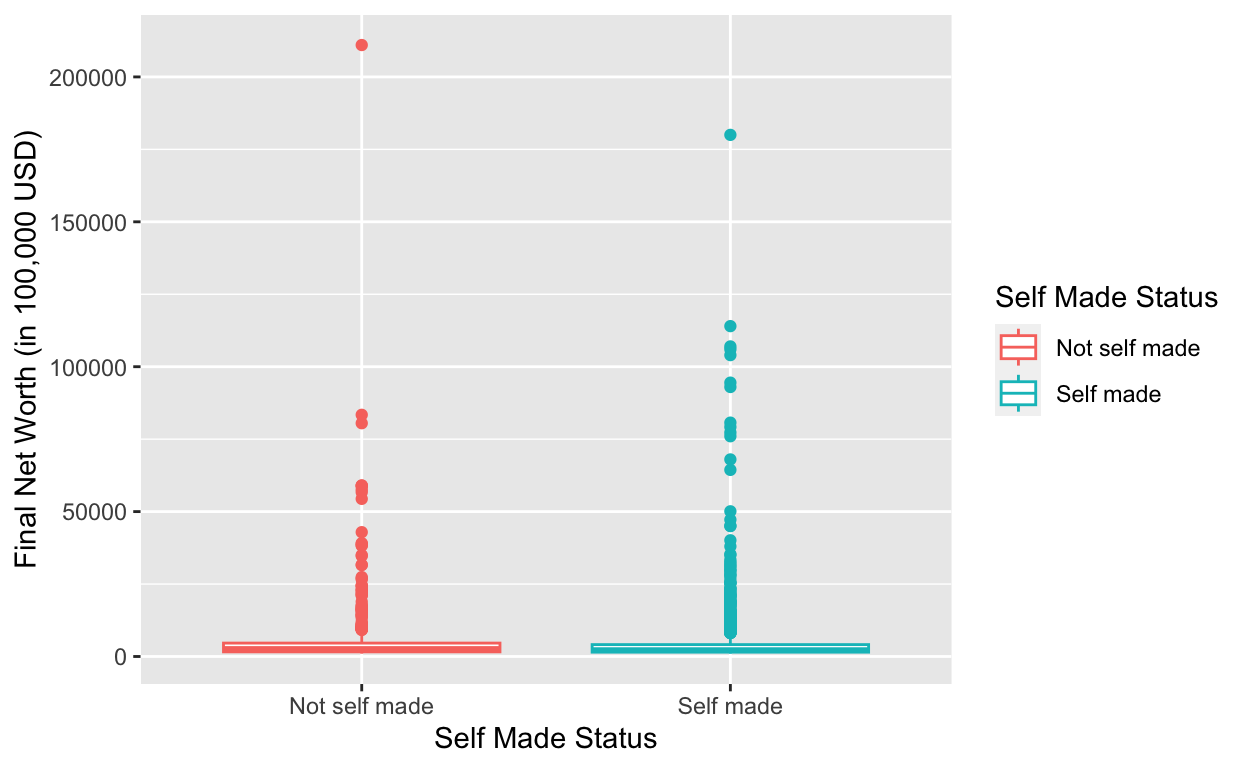 Final Net Worth (in 100,000 USD)
200000
150000
100000
50000
0
Not self made
Self made
Self Made Status
Self Made Status
Not self made
Self made